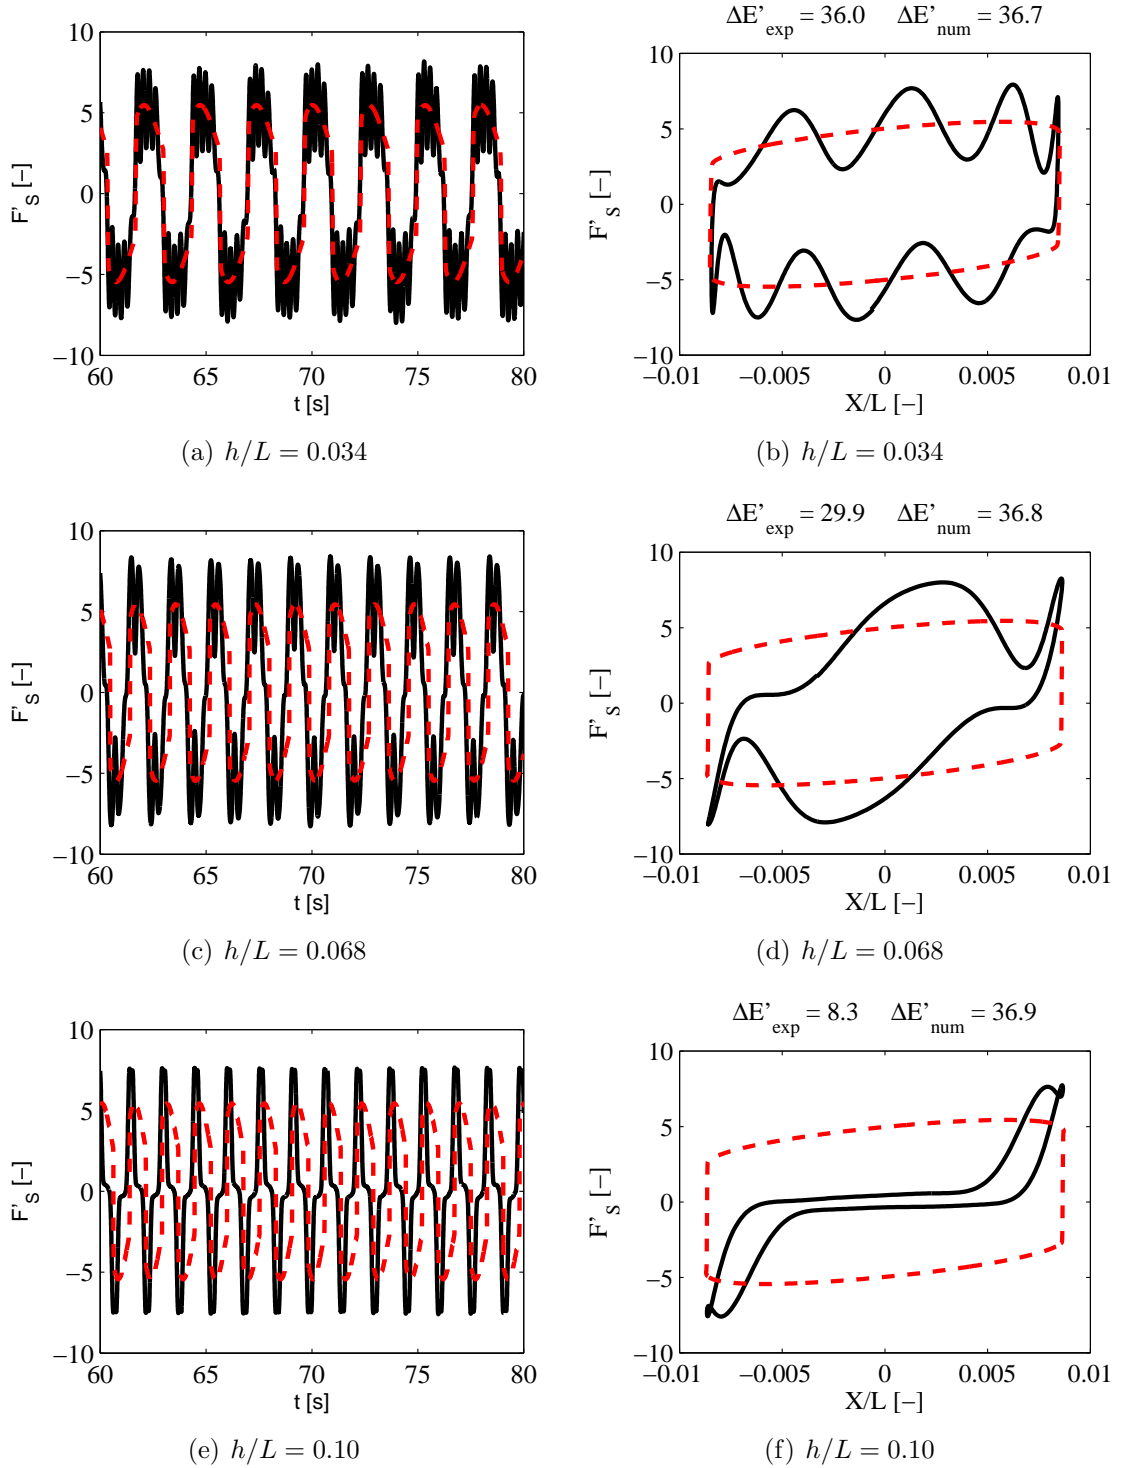 ΔE'exp = 36.0 ΔE'num = 36.7
10
5
0
−5
−10
F'S [−]
60 65 70 75 80
t [s]
10
5
0
−5
−10
F'S [−]
−0.01 −0.005 0 0.005 0.01
X/L [−]
(a) h/L = 0.034
(b) h/L = 0.034
ΔE'exp = 29.9 ΔE'num = 36.8
10
5
0
−5
−10
F'S [−]
60 65 70 75 80
t [s]
10
5
0
−5
−10
F'S [−]
−0.01 −0.005 0 0.005 0.01
X/L [−]
(c) h/L = 0.068
(d) h/L = 0.068
ΔE'exp = 8.3 ΔE'num = 36.9
10
5
0
−5
−10
F'S [−]
60 65 70 75 80
t [s]
10
5
0
−5
−10
F'S [−]
−0.01 −0.005 0 0.005 0.01
X/L [−]
(e) h/L = 0.10
(f) h/L = 0.10